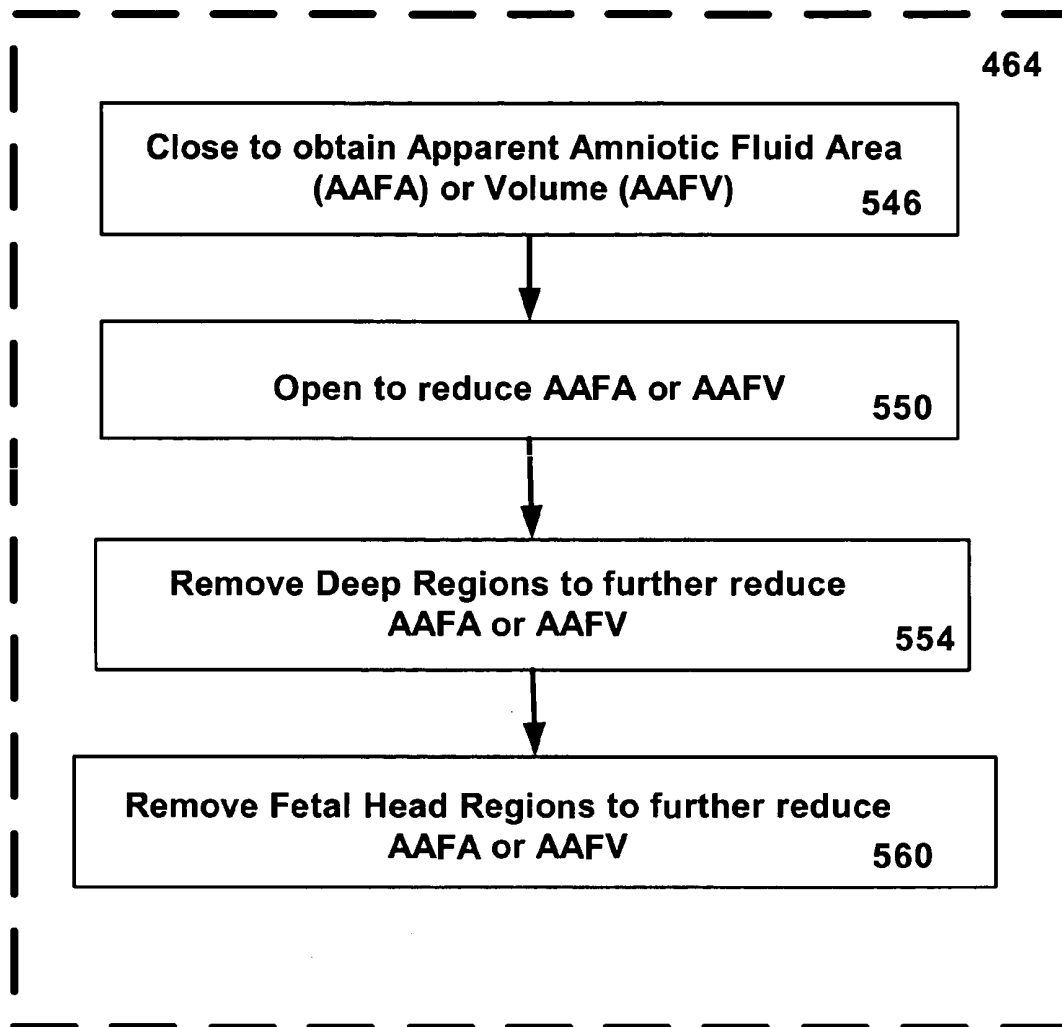 464
Close to obtain Apparent Amniotic Fluid Area
(AAFA) or Volume (AAFV)
546
Open to reduce AAFA or AAFV
550
Remove Deep Regions to further reduce
AAFA or AAFV
554
Remove Fetal Head Regions to further reduce
AAFA or AAFV
560